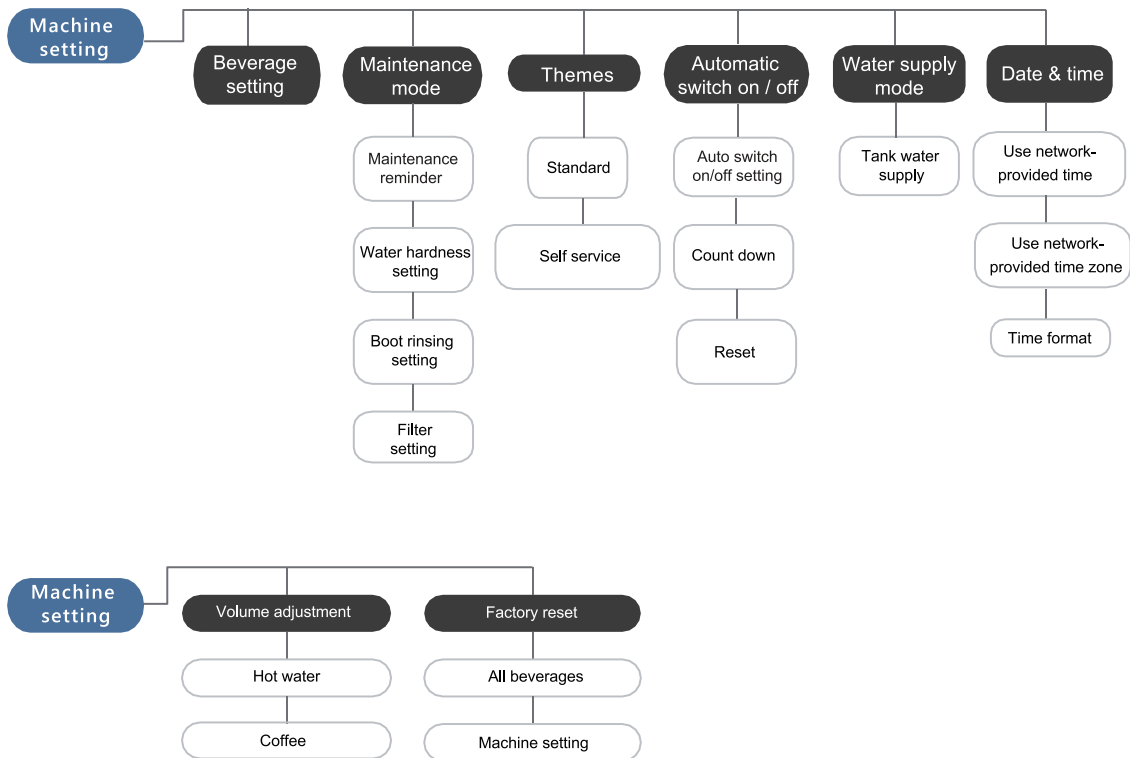 Machine
setting
Beverage
setting
Maintenance
mode
Themes
Automatic
switch on / off
Water supply
mode
Date & time
Maintenance
reminder
Water hardness
setting
Boot rinsing
setting
Filter
setting
Standard
Self service
Auto switch
on/off setting
Count down
Reset
Tank water
supply
Use network-
provided time
Use network-
provided time zone
Time format
Machine
setting
Volume adjustment
Hot water
Coffee
Factory reset
All beverages
Machine setting